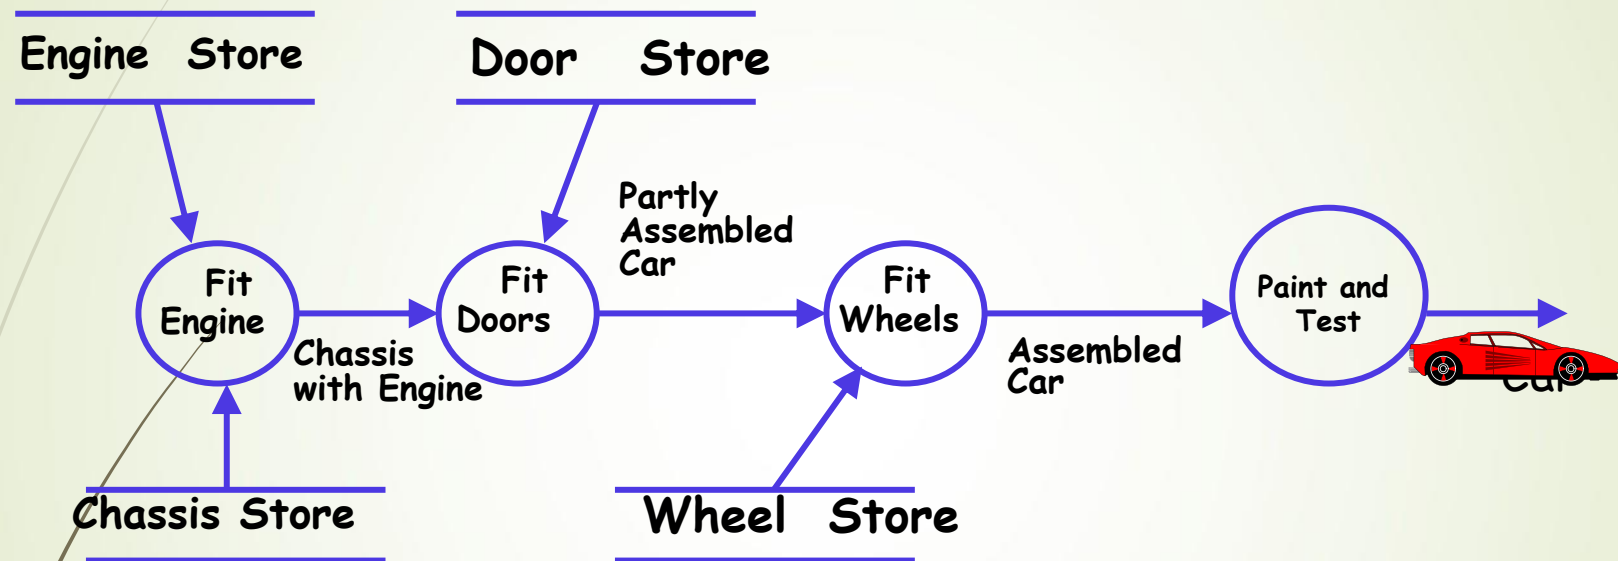 Engine Store
Door Store
Partly
Assembled
Car
Fit
Engine
Fit
Doors
Fit
Wheels
Paint and
Test
Chassis
with Engine
Assembled
Car
Car
Chassis Store
Wheel Store